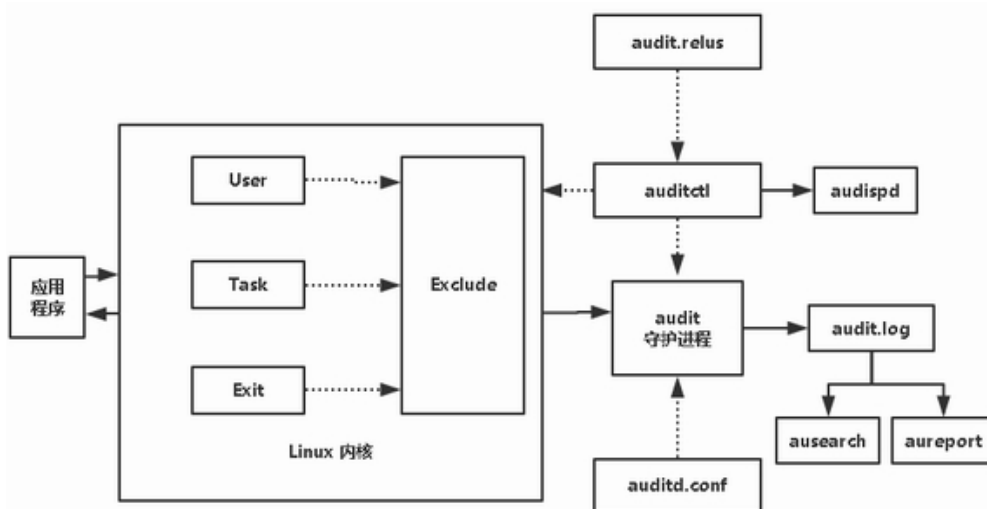 audit.relus
User
auditctl
audispd
应用
程序
Task
Exclude
audit
守护进程
audit.log
Exit
ausearch
aureport
Linux 内核
auditd.conf